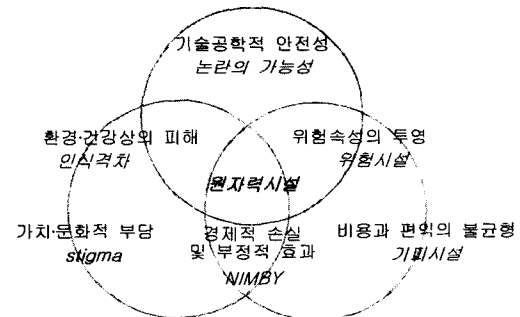 기술공학적 안전성
논란의 가능성
환경·건강상의 피해
인식격차
위험속성의 투영
위험시설
원자력시설
가치·문화적 부담
stigma
경제적 손실
및 부정적 효과
NIMBY
비용과 편익의 불균형
기피시설